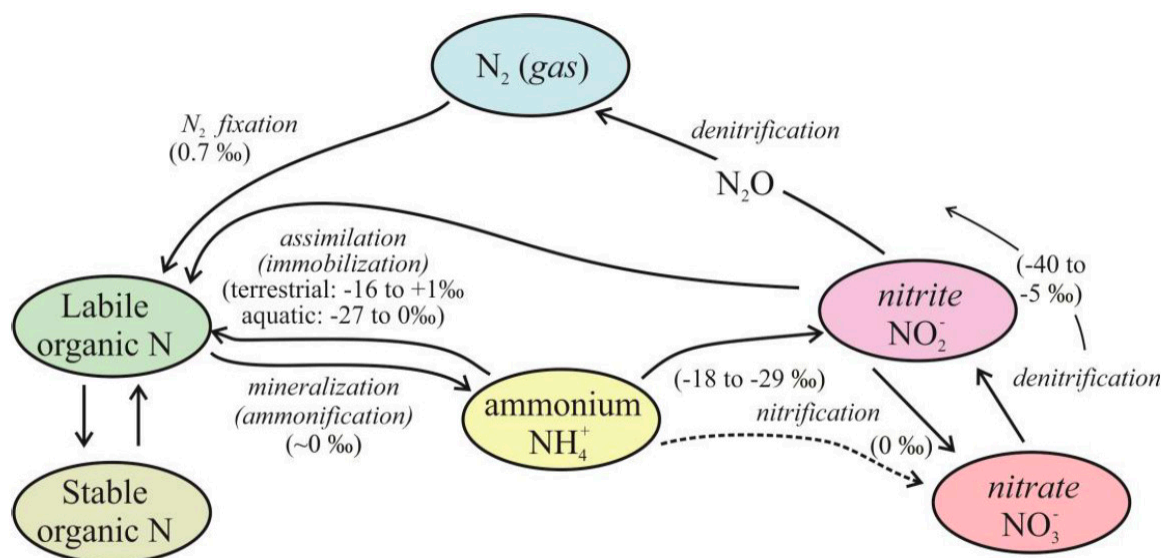 N₂ (gas)
N₂ fixation
(0.7 ‰)
denitrification
N₂O
assimilation
(immobilization)
(terrestrial: -16 to +1‰
aquatic: -27 to 0‰)
(-40 to
-5 ‰)
Labile
organic N
nitrite
NO₂⁻
mineralization
(ammonification)
(~0 ‰)
ammonium
NH₄⁺
(-18 to -29 ‰)
nitrification
(0 ‰)
denitrification
Stable
organic N
nitrate
NO₃⁻